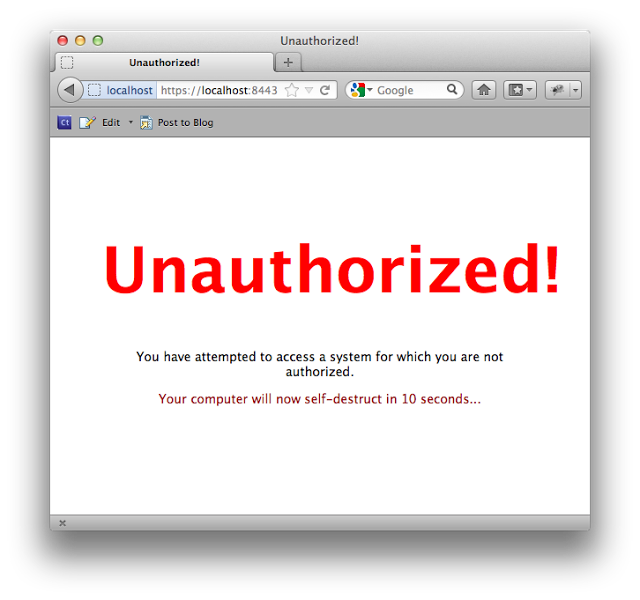 Unauthorized!
Unauthorized!
localhost https://localhost:8443 Google
Ct Edit Post to Blog
Unauthorized!
You have attempted to access a system for which you are not
authorized.
Your computer will now self-destruct in 10 seconds...